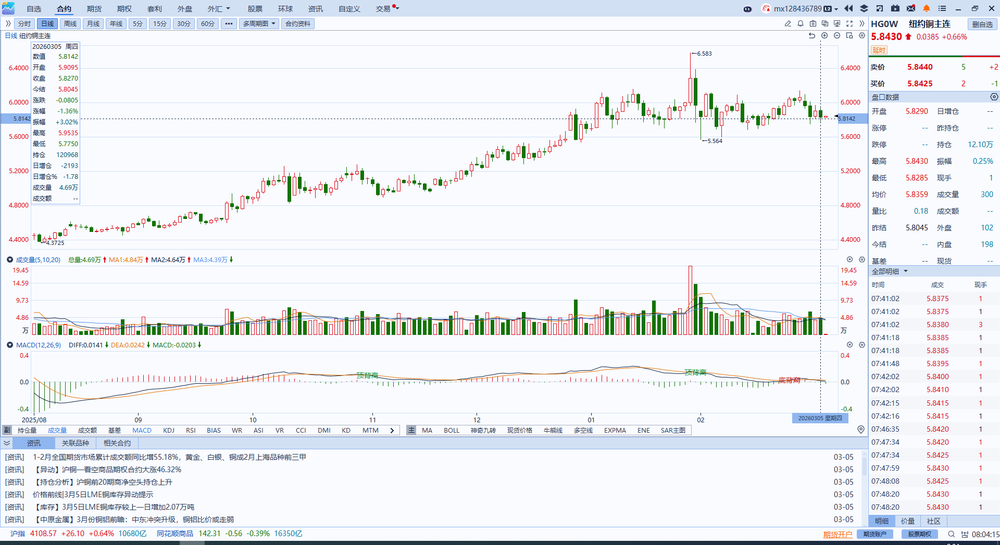 自选 合约 期货 期权 套利 外盘 外汇 股票 环球 资讯 自定义 交易 mx128436789 L2
分时 日线 周线 月线 年线 5分 15分 30分 60分 ••• 多周期图 合约资料
日线 纽约铜主连
20260305 周四
数值 5.8142
开盘 5.9095
收盘 5.8270
今结 5.8045
涨跌 -0.0805
涨幅 -1.36%
振幅 +3.02%
最高 5.9535
最低 5.7750
持仓 120968
日增仓 -2193
日增仓% -1.78
成交量 4.69万
成交额 --
6.4000
6.0000
5.8142
5.6000
5.2000
4.8000
4.4000
←6.583
←5.564
←4.3725
6.4000
6.0000
5.8142
5.6000
5.2000
4.8000
4.4000
成交量(5,10,20) 总量:4.69万 MA1:4.84万 MA2:4.64万 MA3:4.39万
19.45 19.45
14.59 14.59
9.73 9.73
4.86 4.86
万 万
MACD(12,26,9) DIFF:0.0141 DEA:0.0242 MACD:-0.0203
0.4 0.4
顶背离 顶背离 底背离
0.0 0.0
-0.4 -0.4
2025/08 09 10 11 12 01 02 20260305 星期四
副 持仓量 成交量 成交额 基差 MACD KDJ RSI BIAS WR ASI VR CCI DMI KD MTM 主 MA BOLL 神奇九转 现货价格 牛熊线 多空线 EXPMA ENE SAR主图
资讯 关联品种 相关合约
[资讯] 1-2月全国期货市场累计成交额同比增55.18%，黄金、白银、铜成2月上海品种前三甲 03-05
[资讯] 【异动】沪铜一看空商品期权合约大涨46.32% 03-05
[资讯] 【持仓分析】沪铜前20期商净空头持仓上升 03-05
[资讯] 价格前线|3月5日LME铜库存异动提示 03-05
[资讯] 【库存】3月5日LME铜库存较上一日增加2.07万吨 03-05
[资讯] 【中原金属】3月份铜铝前瞻：中东冲突升级，铜铝比价或走弱 03-05
HG0W 纽约铜主连 删自选
5.8430 0.0385 +0.66%
延时
卖价 5.8440 5 +2
买价 5.8425 2 -1
盘口数据
开盘 5.8290 日增仓 --
涨停 -- 昨持仓 --
跌停 -- 持仓 12.10万
最高 5.8430 振幅 0.25%
最低 5.8285 现手 1
均价 5.8359 成交量 300
量比 0.18 成交额 --
昨结 5.8045 外盘 102
今结 -- 内盘 198
基差 -- 现货 --
全部明细
时间 成交 现手
07:41:02 5.8375 1
07:41:02 5.8375 1
07:41:02 5.8380 3
07:41:18 5.8385 1
07:41:18 5.8385 1
07:41:48 5.8395 1
07:42:02 5.8400 1
07:42:02 5.8410 1
07:42:15 5.8415 1
07:42:16 5.8415 1
07:46:35 5.8420 1
07:47:34 5.8420 1
07:47:34 5.8425 1
07:47:59 5.8430 1
07:48:08 5.8425 1
07:48:20 5.8430 1
07:48:20 5.8430 1
明细 价量 社区
沪指 4108.57 +26.10 +0.64% 10680亿 同花顺商品 142.31 -0.56 -0.39% 16350亿 期货开户 期货账户 股票期权 08:04:15